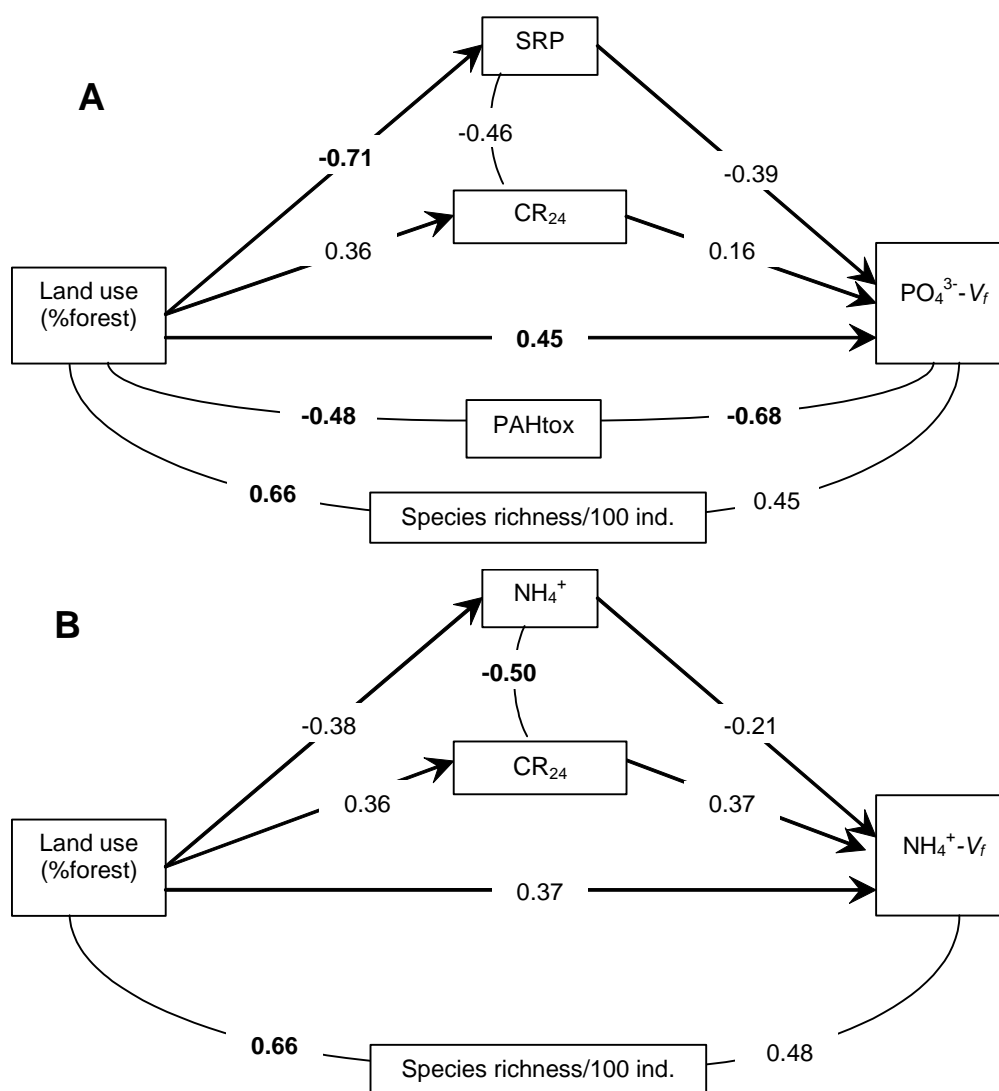 SRP
A
-0.46
-0.71
-0.39
CR₂₄
0.36
0.16
Land use
(%forest)
PO₄³⁻-V_f
0.45
-0.48
PAHtox
-0.68
0.66
Species richness/100 ind.
0.45
NH₄⁺
B
-0.50
-0.38
-0.21
CR₂₄
0.36
0.37
Land use
(%forest)
NH₄⁺-V_f
0.37
0.66
Species richness/100 ind.
0.48